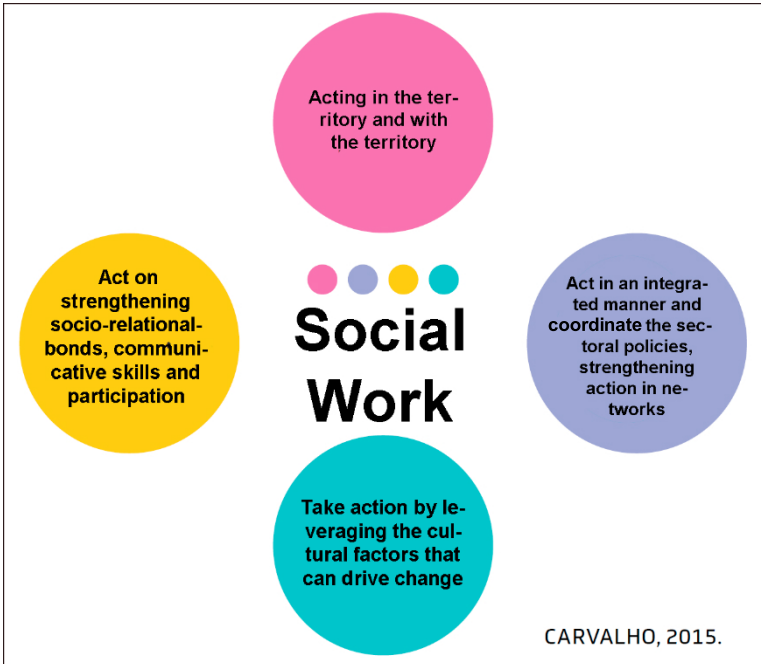 Acting in the ter-
ritory and with
the territory
Act on
strengthening
socio-relational-
bonds, communi-
cative skills and
participation
Social
Work
Act in an integra-
ted manner and
coordinate the sec-
toral policies,
strengthening
action in ne-
tworks
Take action by le-
veraging the cul-
tural factors that
can drive change
CARVALHO, 2015.